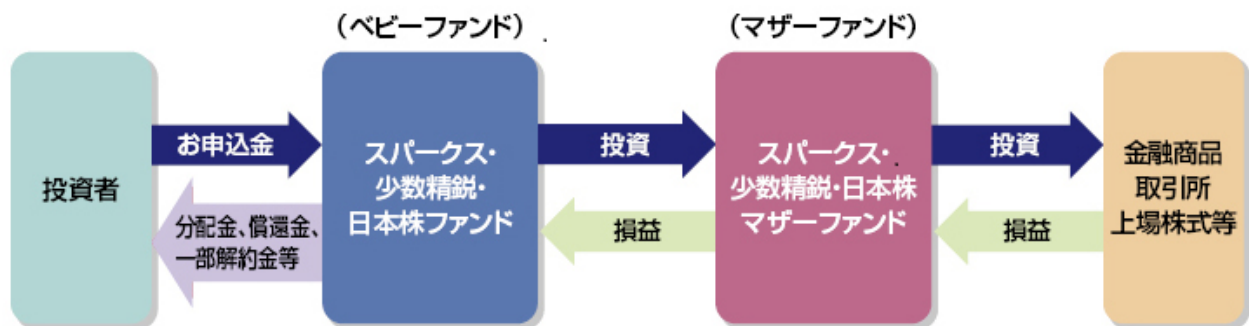 (ベビーファンド)
(マザーファンド)
投資者
お申込金
分配金、償還金、
一部解約金等
スパークス・
少数精鋭・
日本株ファンド
投資
損益
スパークス・
少数精鋭・日本株
マザーファンド
投資
損益
金融商品
取引所
上場株式等